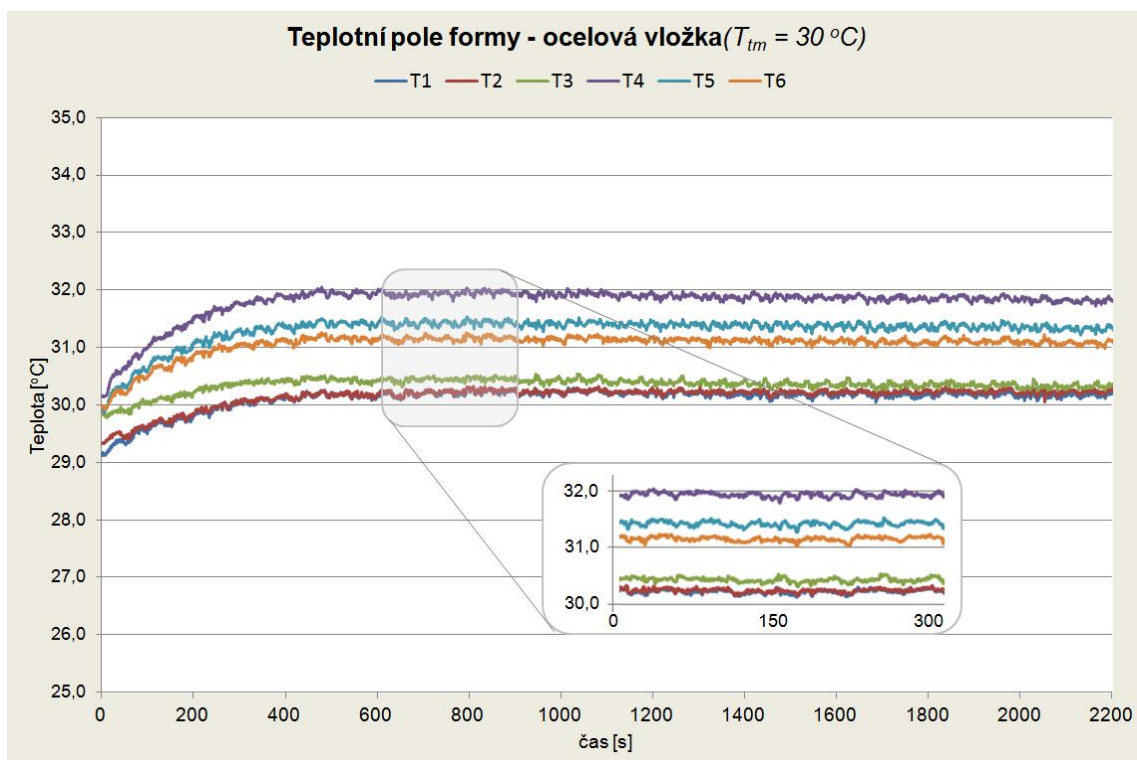 Teplotní pole formy - ocelová vložka(Ttm = 30 °C)
T1 T2 T3 T4 T5 T6
35,0
34,0
33,0
32,0
31,0
30,0
29,0
28,0
27,0
26,0
25,0
Teplota[°C]
32,0
31,0
30,0
0 150 300
0 200 400 600 800 1000 1200 1400 1600 1800 2000 2200
čas [s]